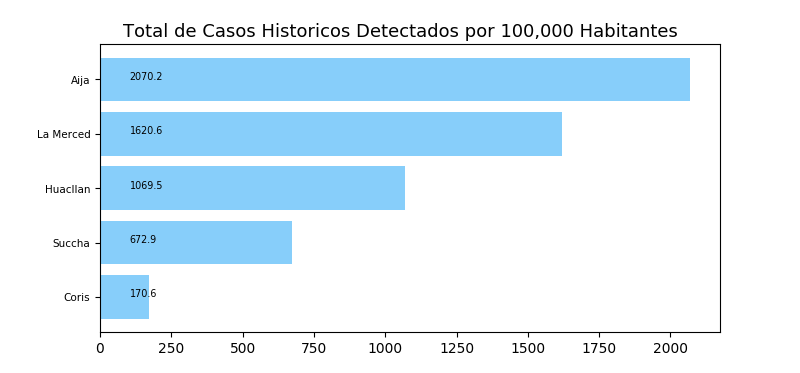 Total de Casos Historicos Detectados por 100,000 Habitantes
Aija 2070.2
La Merced 1620.6
Huacllan 1069.5
Succha 672.9
Coris 170.6
0 250 500 750 1000 1250 1500 1750 2000